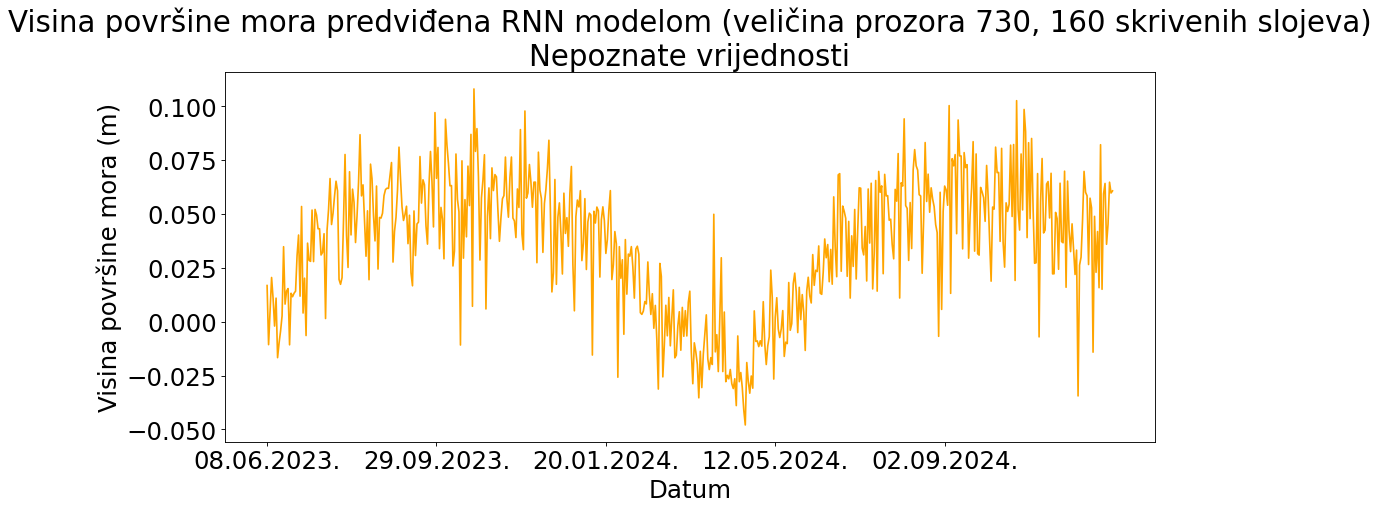 Visina površine mora predviđena RNN modelom (veličina prozora 730, 160 skrivenih slojeva)
Nepoznate vrijednosti
Visina površine mora (m)
0.100
0.075
0.050
0.025
0.000
−0.025
−0.050
08.06.2023. 29.09.2023. 20.01.2024. 12.05.2024. 02.09.2024.
Datum